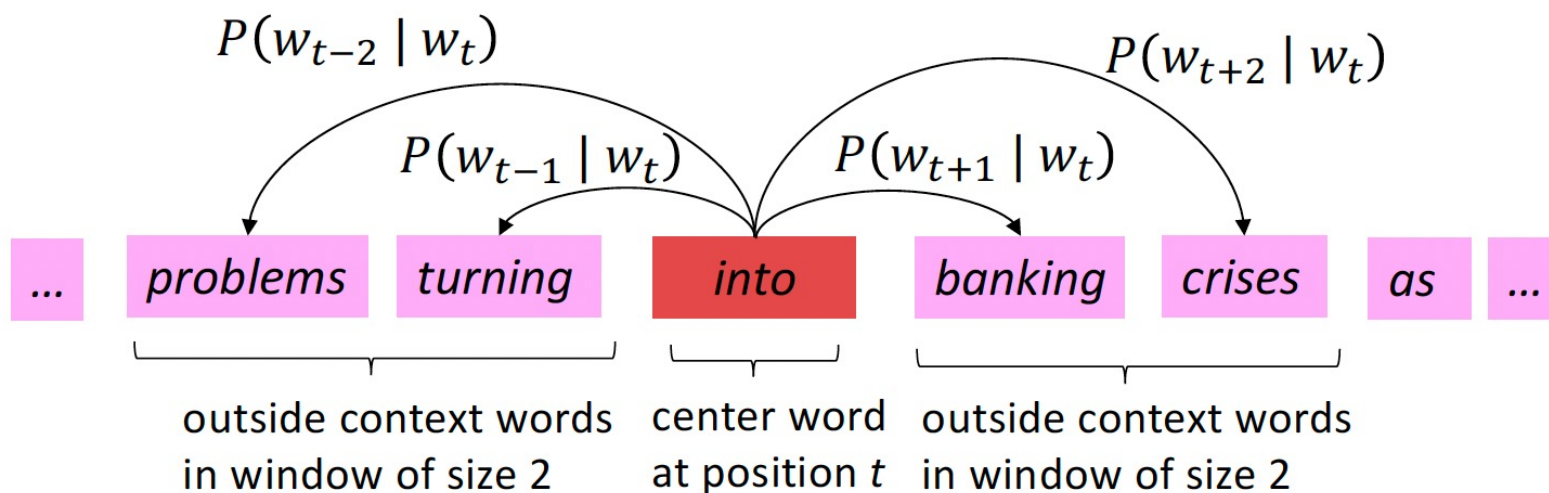 P(w_{t−2} | w_t)
P(w_{t+2} | w_t)
P(w_{t−1} | w_t)
P(w_{t+1} | w_t)
... problems turning into banking crises as ...
outside context words
in window of size 2
center word
at position t
outside context words
in window of size 2